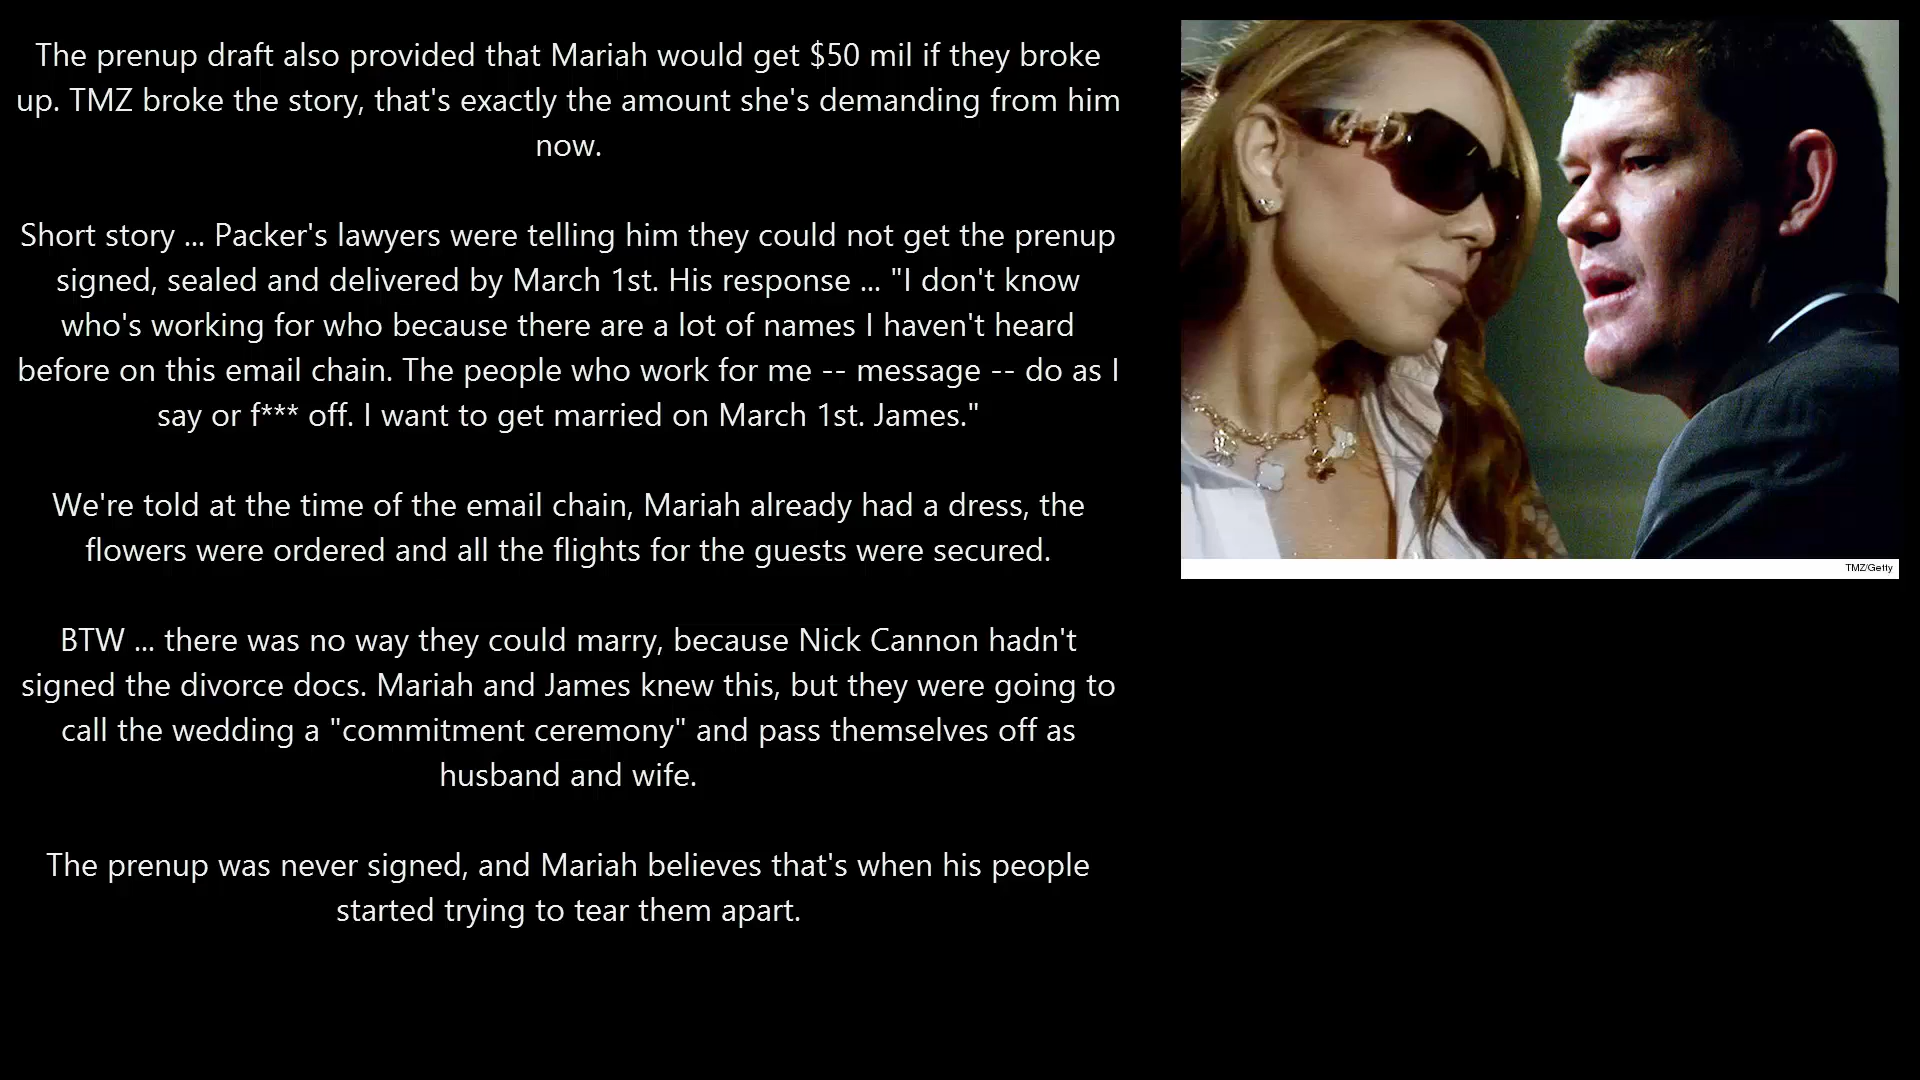 The prenup draft also provided that Mariah would get $50 mil if they broke
up. TMZ broke the story, that's exactly the amount she's demanding from him
now.
Short story ... Packer's lawyers were telling him they could not get the prenup
signed, sealed and delivered by March 1st. His response ... "I don't know
who's working for who because there are a lot of names I haven't heard
before on this email chain. The people who work for me -- message -- do as I
say or f*** off. I want to get married on March 1st. James."
We're told at the time of the email chain, Mariah already had a dress, the
flowers were ordered and all the flights for the guests were secured.
BTW ... there was no way they could marry, because Nick Cannon hadn't
signed the divorce docs. Mariah and James knew this, but they were going to
call the wedding a "commitment ceremony" and pass themselves off as
husband and wife.
The prenup was never signed, and Mariah believes that's when his people
started trying to tear them apart.
TMZ/Getty